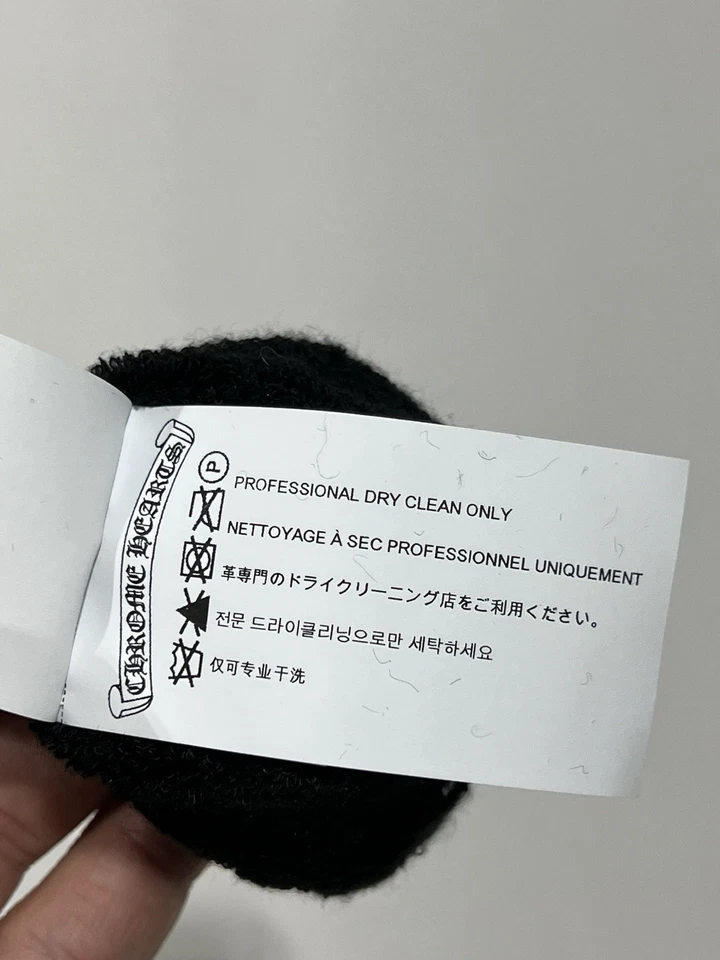 CHROME HEARTS
P
PROFESSIONAL DRY CLEAN ONLY
NETTOYAGE À SEC PROFESSIONNEL UNIQUEMENT
革専門のドライクリーニング店をご利用ください。
전문 드라이클리닝으로만 세탁하세요
仅可专业干洗